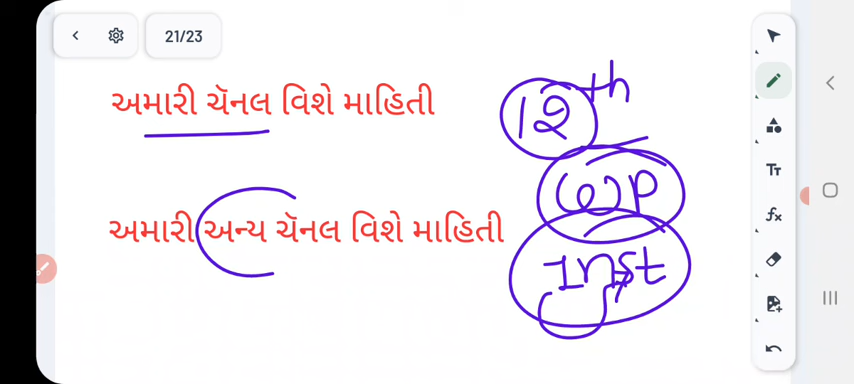 21/23
અમારી ચૅનલ વિશે માહિતી
12th
wp
અમારી અન્ય ચૅનલ વિશે માહિતી
Inst